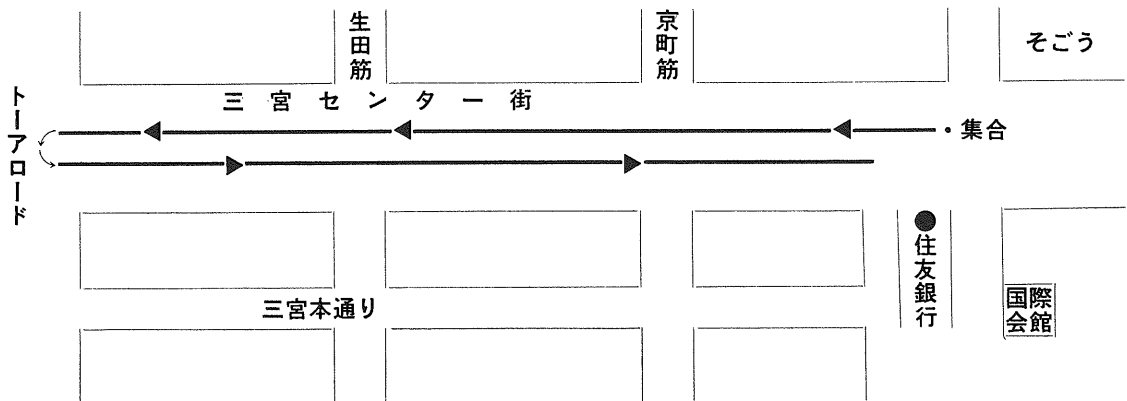 生田筋
京町筋
そごう
三宮センター街
・集合
トーアロード
住友銀行
三宮本通り
国際
会館